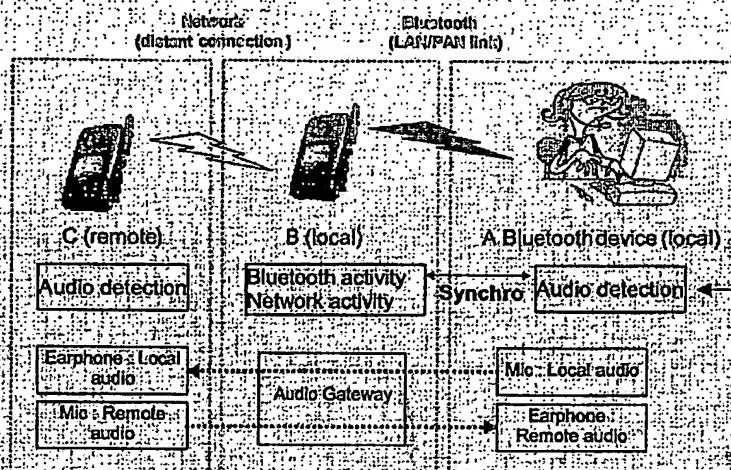 Network
(distant connection)
Bluetooth
(LAN/PAN link)
C (remote)
B (local)
A Bluetooth device (local)
Audio detection
Bluetooth activity
Network activity
Synchro
Audio detection
Earphone : Local
audio
Mic : Remote
audio
Audio Gateway
Mic : Local audio
Earphone :
Remote audio